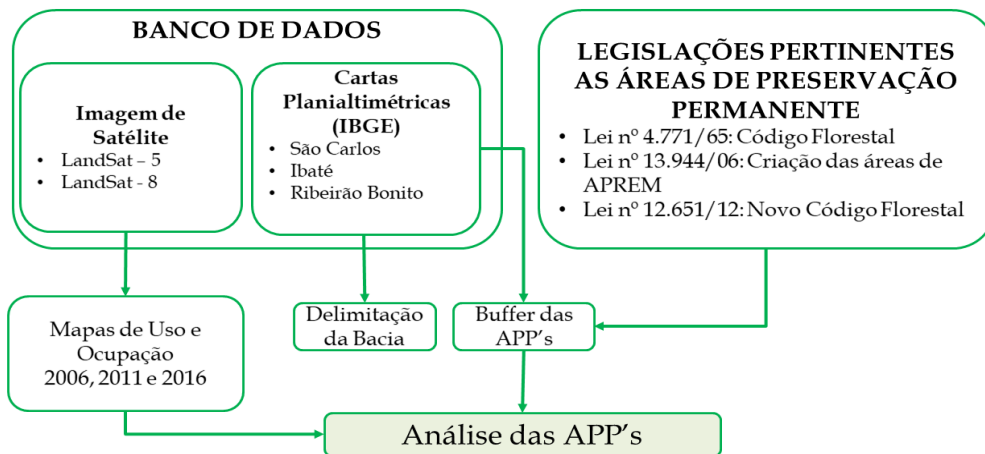 BANCO DE DADOS
Imagem de
Satélite
• LandSat – 5
• LandSat - 8
Cartas
Planialtimétricas
(IBGE)
• São Carlos
• Ibaté
• Ribeirão Bonito
LEGISLAÇÕES PERTINENTES
AS ÁREAS DE PRESERVAÇÃO
PERMANENTE
• Lei nº 4.771/65: Código Florestal
• Lei nº 13.944/06: Criação das áreas de
APREM
• Lei nº 12.651/12: Novo Código Florestal
Mapas de Uso e
Ocupação
2006, 2011 e 2016
Delimitação
da Bacia
Buffer das
APP's
Análise das APP's